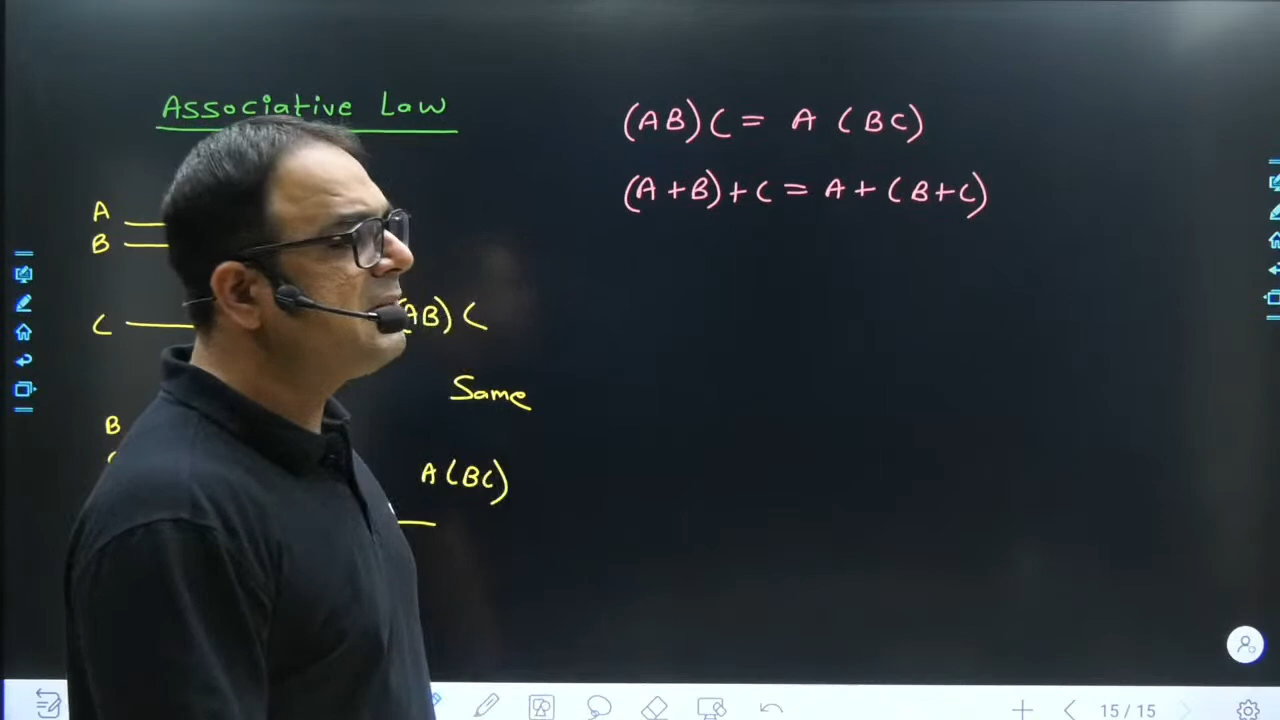 Associative Law
(AB)C = A (BC)
(A+B)+C = A+(B+C)
A
B
C
(AB) C
Same
B
A(BC)
15/15